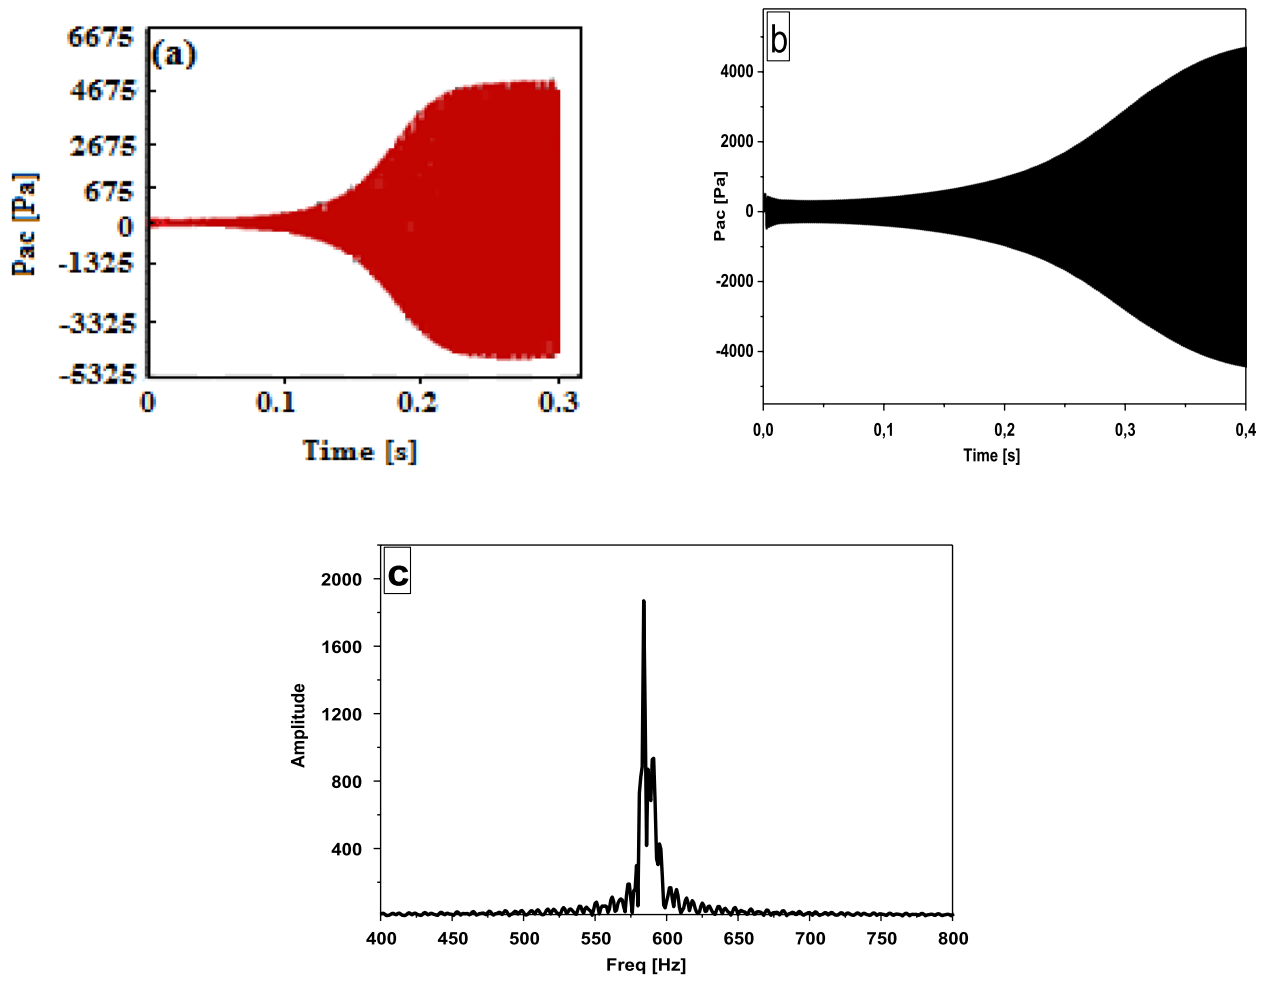 (a)
6675
4675
2675
675
0
-1325
-3325
-5325
Pac [Pa]
0 0.1 0.2 0.3
Time [s]
b
4000
2000
0
-2000
-4000
Pac [Pa]
0,0 0,1 0,2 0,3 0,4
Time [s]
c
2000
1600
1200
800
400
Amplitude
400 450 500 550 600 650 700 750 800
Freq [Hz]